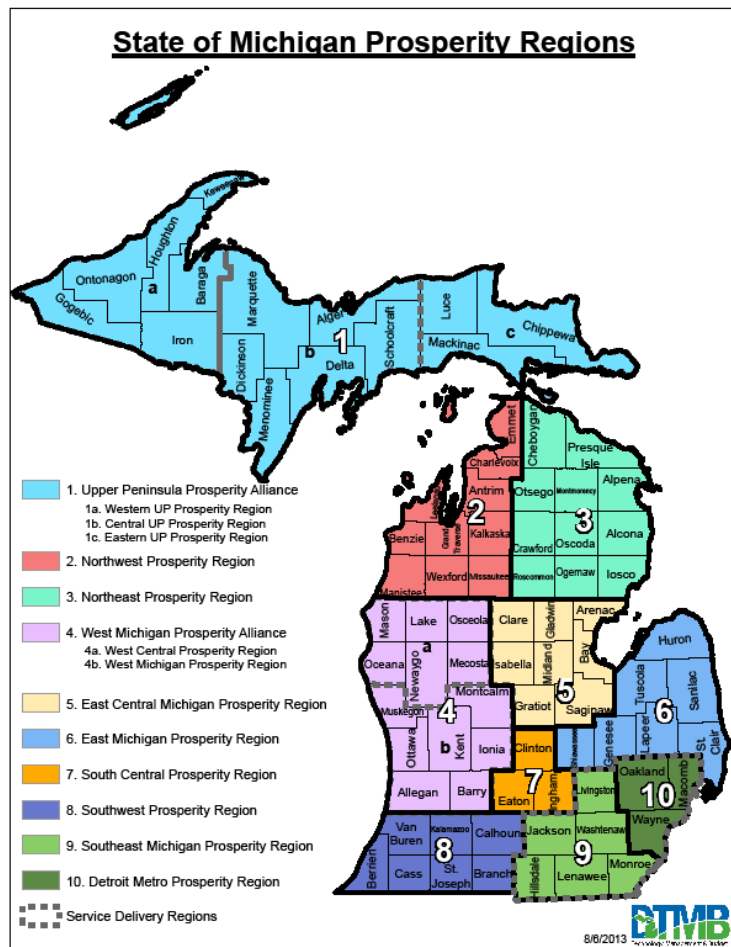 State of Michigan Prosperity Regions
Keweenaw
Houghton
Ontonagon
a
Baraga
Gogebic
Iron
Marquette
Alger
1
b
Delta
Dickinson
Menominee
Schoolcraft
Luce
c
Chippewa
Mackinac
Emmet
Cheboygan
Presque
Isle
Charlevoix
Antrim
Otsego
Montmorency
Alpena
2
3
Leelanau
Benzie
Grand
Traverse
Kalkaska
Crawford
Oscoda
Alcona
Manistee
Wexford
Missaukee
Roscommon
Ogemaw
Iosco
1. Upper Peninsula Prosperity Alliance
1a. Western UP Prosperity Region
1b. Central UP Prosperity Region
1c. Eastern UP Prosperity Region
2. Northwest Prosperity Region
3. Northeast Prosperity Region
4. West Michigan Prosperity Alliance
4a. West Central Prosperity Region
4b. West Michigan Prosperity Region
5. East Central Michigan Prosperity Region
6. East Michigan Prosperity Region
7. South Central Prosperity Region
8. Southwest Prosperity Region
9. Southeast Michigan Prosperity Region
10. Detroit Metro Prosperity Region
Service Delivery Regions
Mason
Lake
Osceola
a
Oceana
Newaygo
Mecosta
Montcalm
Muskegon
4
Ottawa
b
Kent
Ionia
Allegan
Barry
Clare
Gladwin
Arenac
Isabella
Midland
Bay
5
Gratiot
Saginaw
Huron
Tuscola
Sanilac
6
Shiawassee
Genesee
Lapeer
St.
Clair
Clinton
7
Eaton
Ingham
Livingston
Oakland
Macomb
10
Wayne
Van
Buren
Kalamazoo
Calhoun
8
Berrien
Cass
St.
Joseph
Branch
Jackson
Washtenaw
9
Hillsdale
Lenawee
Monroe
8/6/2013
DTMB
Technology, Management & Budget